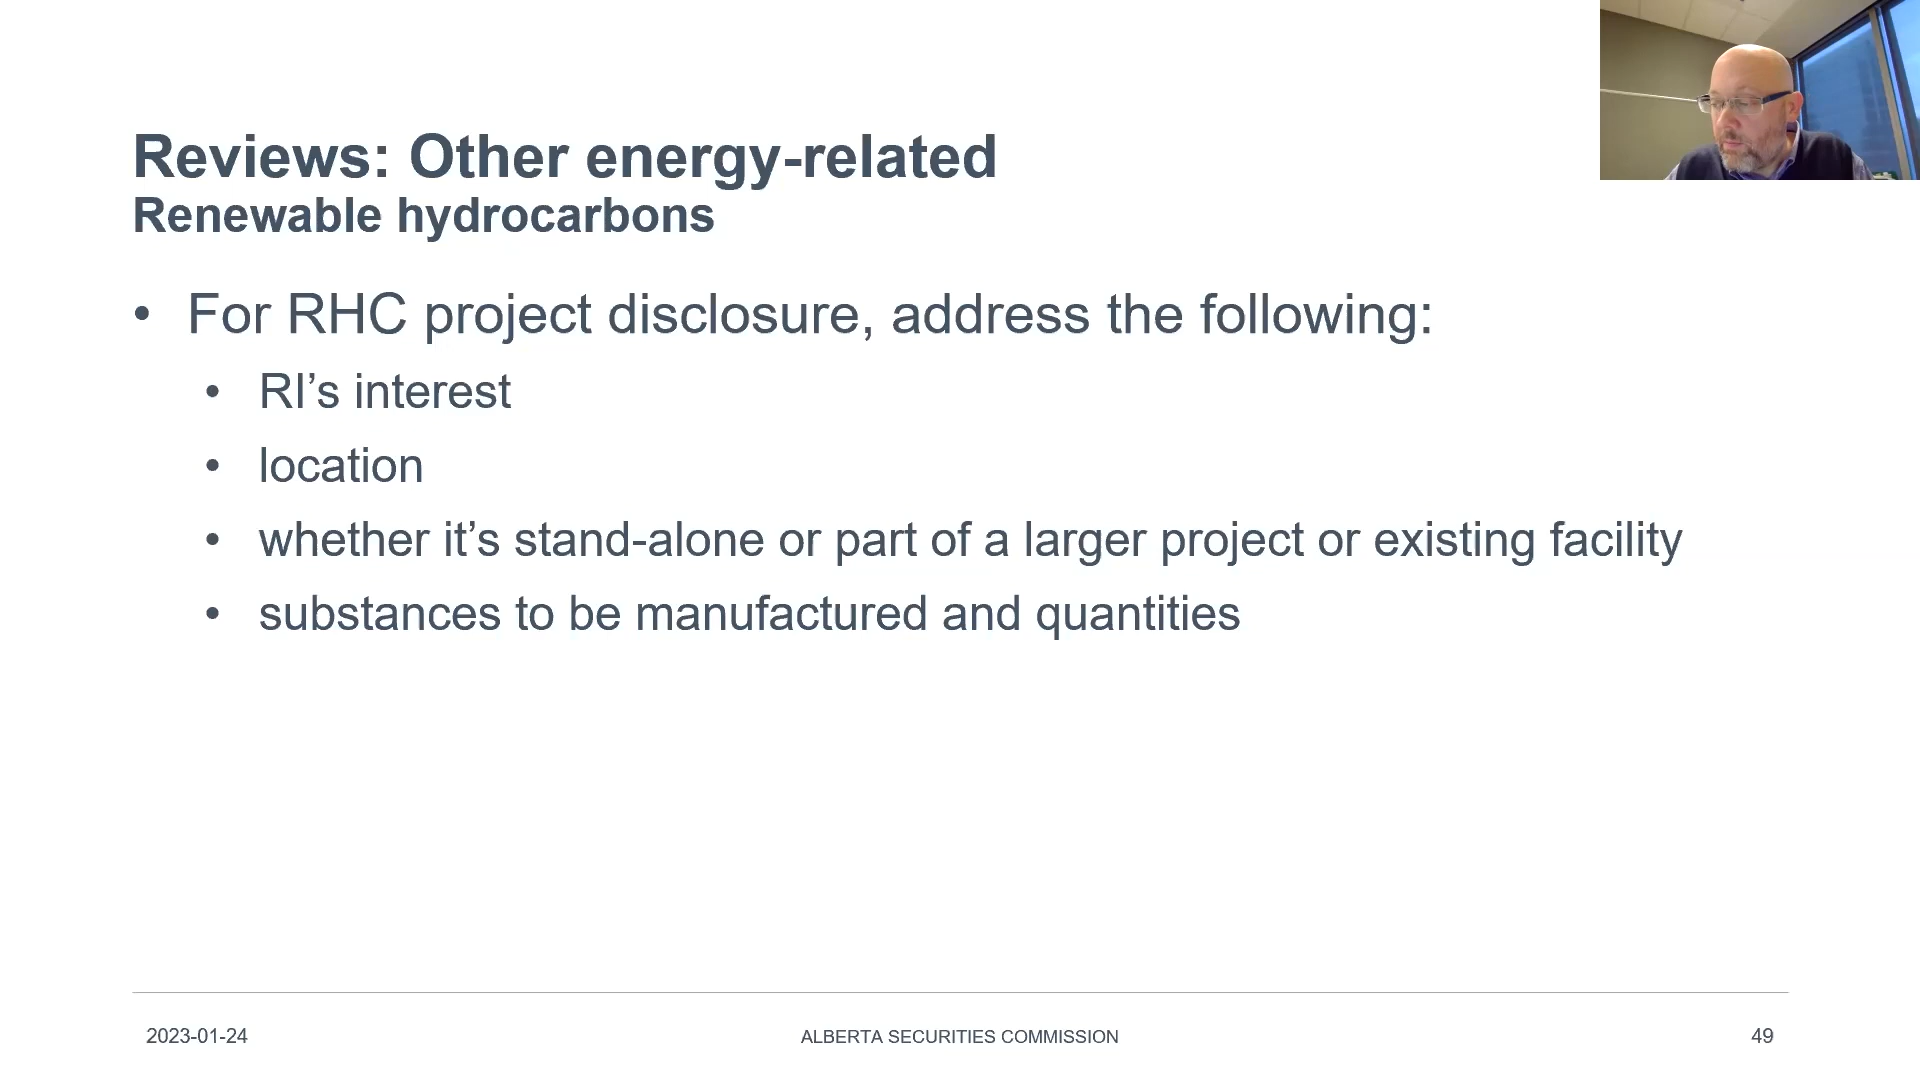 Reviews: Other energy-related
Renewable hydrocarbons
• For RHC project disclosure, address the following:
• RI’s interest
• location
• whether it’s stand-alone or part of a larger project or existing facility
• substances to be manufactured and quantities
2023-01-24
ALBERTA SECURITIES COMMISSION
49